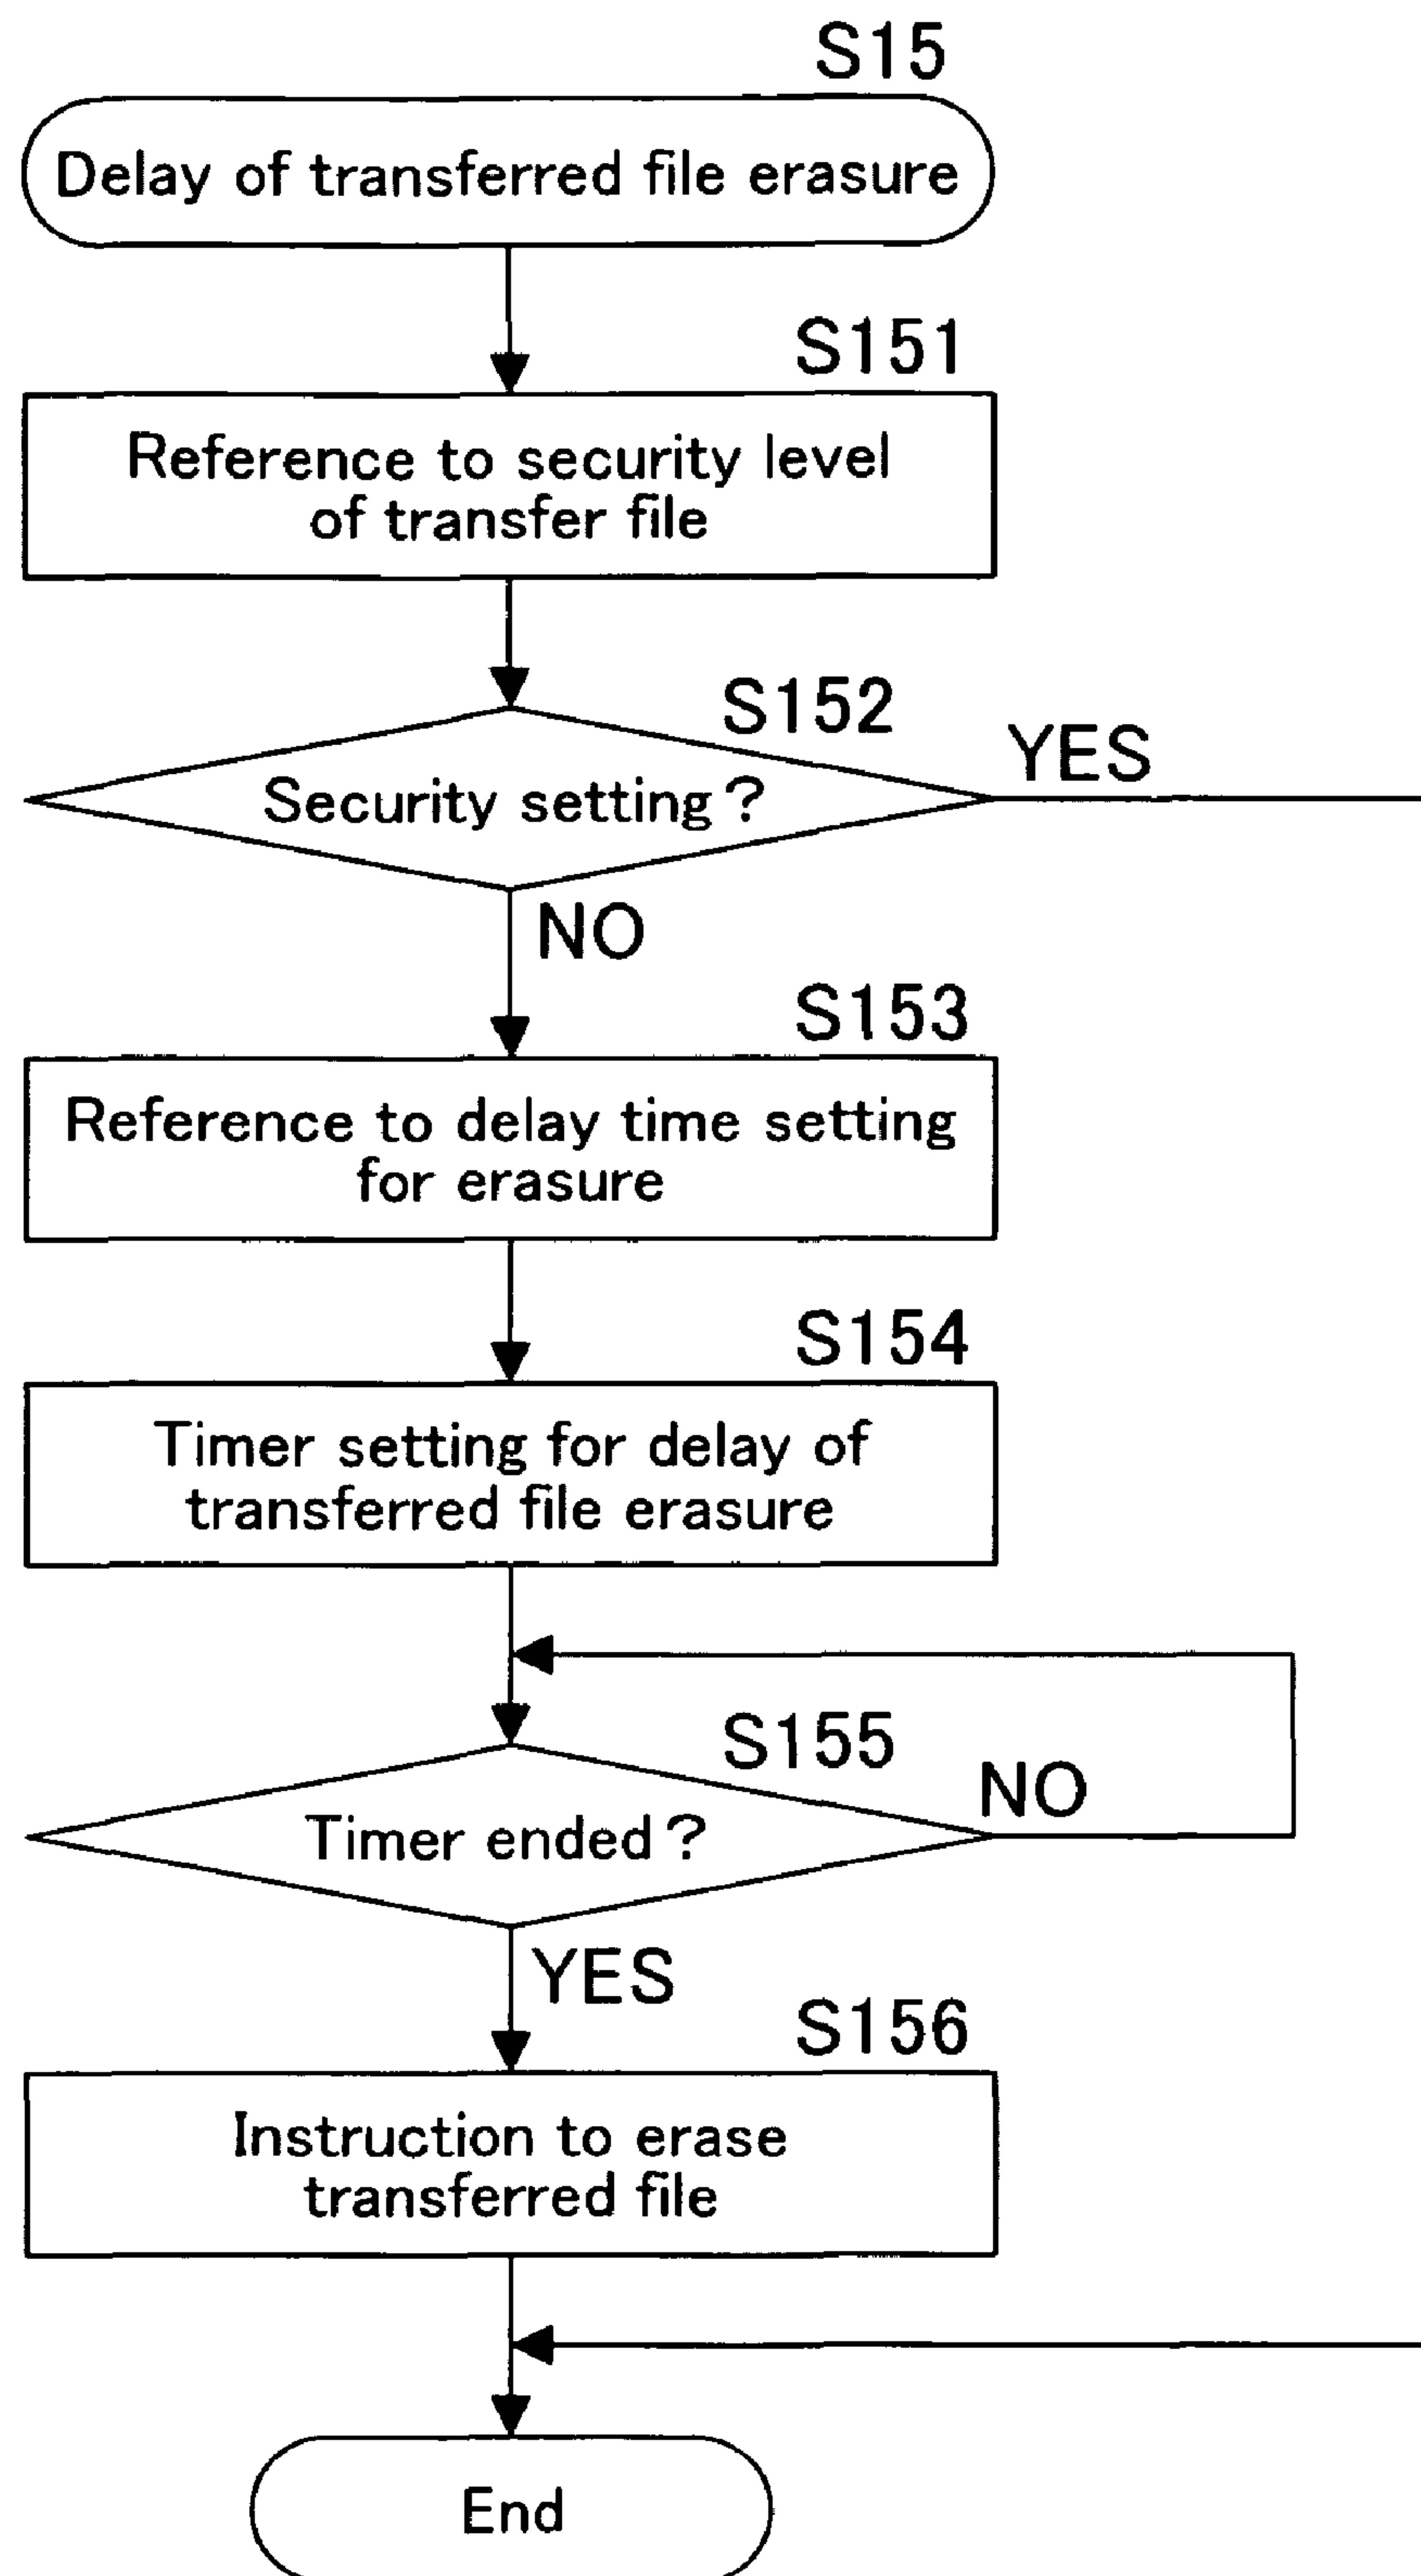 S15
Delay of transferred file erasure
S151
Reference to security level
of transfer file
S152
YES
Security setting?
NO
S153
Reference to delay time setting
for erasure
S154
Timer setting for delay of
transferred file erasure
S155
NO
Timer ended?
YES
S156
Instruction to erase
transferred file
End